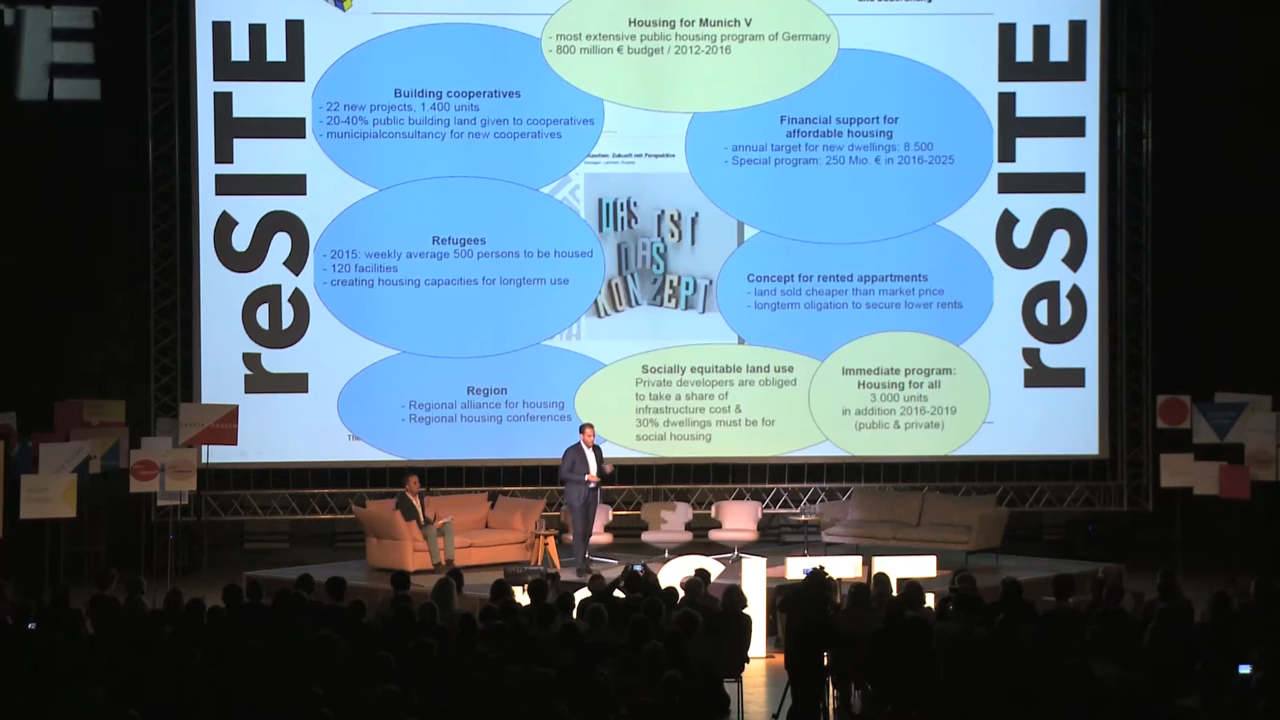 Housing for Munich V
- most extensive public housing program of Germany
- 800 million € budget / 2012-2016
Building cooperatives
- 22 new projects, 1.400 units
- 20-40% public building land given to cooperatives
- municipialconsultancy for new cooperatives
Financial support for
affordable housing
- annual target for new dwellings: 8.500
- Special program: 250 Mio. € in 2016-2025
reSITE
reSITE
Zukunft mit Perspektive
DAS IST
DAS
KONZEPT
Refugees
- 2015: weekly average 500 persons to be housed
- 120 facilities
- creating housing capacities for longterm use
Concept for rented appartments
- land sold cheaper than market price
- longterm oligation to secure lower rents
Region
- Regional alliance for housing
- Regional housing conferences
Socially equitable land use
Private developers are obliged
to take a share of
infrastructure cost &
30% dwellings must be for
social housing
Immediate program:
Housing for all
3.000 units
in addition 2016-2019
(public & private)